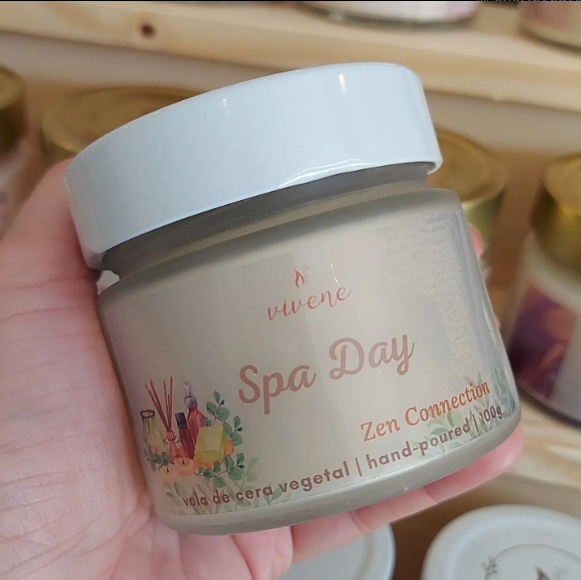 vivene
Spa Day
Zen Connection
vela de cera vegetal | hand-poured | 100g